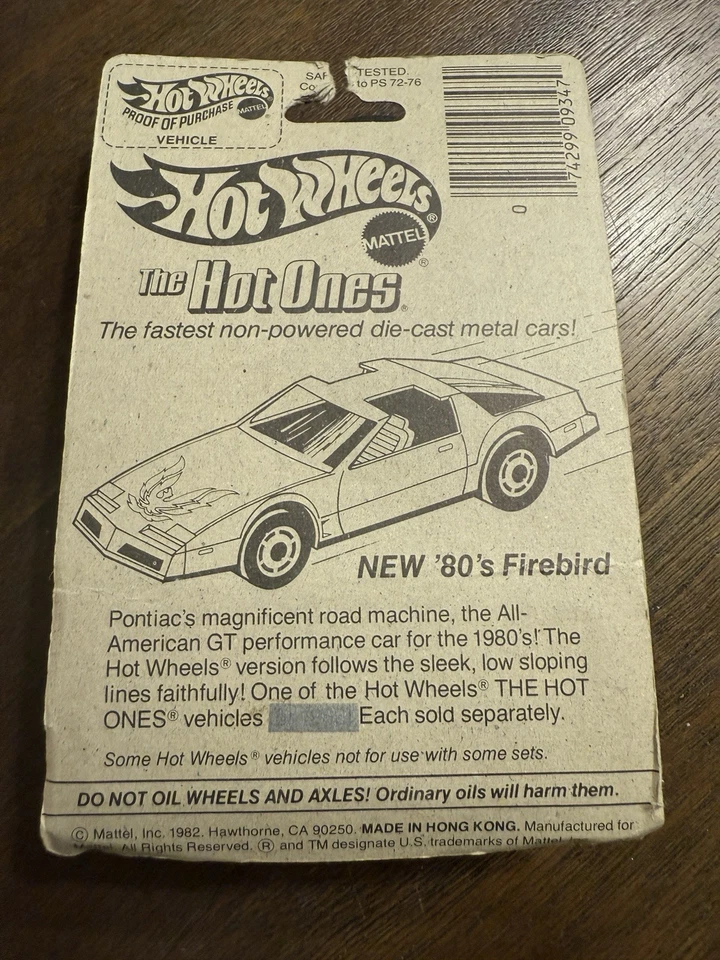 Hot Wheels
MATTEL
PROOF OF PURCHASE
VEHICLE
SAF TESTED.
Co to PS 72-76
74299 09347
Hot Wheels®
MATTEL®
The Hot Ones®
The fastest non-powered die-cast metal cars!
NEW '80's Firebird
Pontiac's magnificent road machine, the All-
American GT performance car for the 1980's! The
Hot Wheels® version follows the sleek, low sloping
lines faithfully! One of the Hot Wheels® THE HOT
ONES® vehicles Each sold separately.
Some Hot Wheels® vehicles not for use with some sets.
DO NOT OIL WHEELS AND AXLES! Ordinary oils will harm them.
© Mattel, Inc. 1982. Hawthorne, CA 90250. MADE IN HONG KONG. Manufactured for
Mattel. All Rights Reserved. ® and TM designate U.S. trademarks of Mattel,